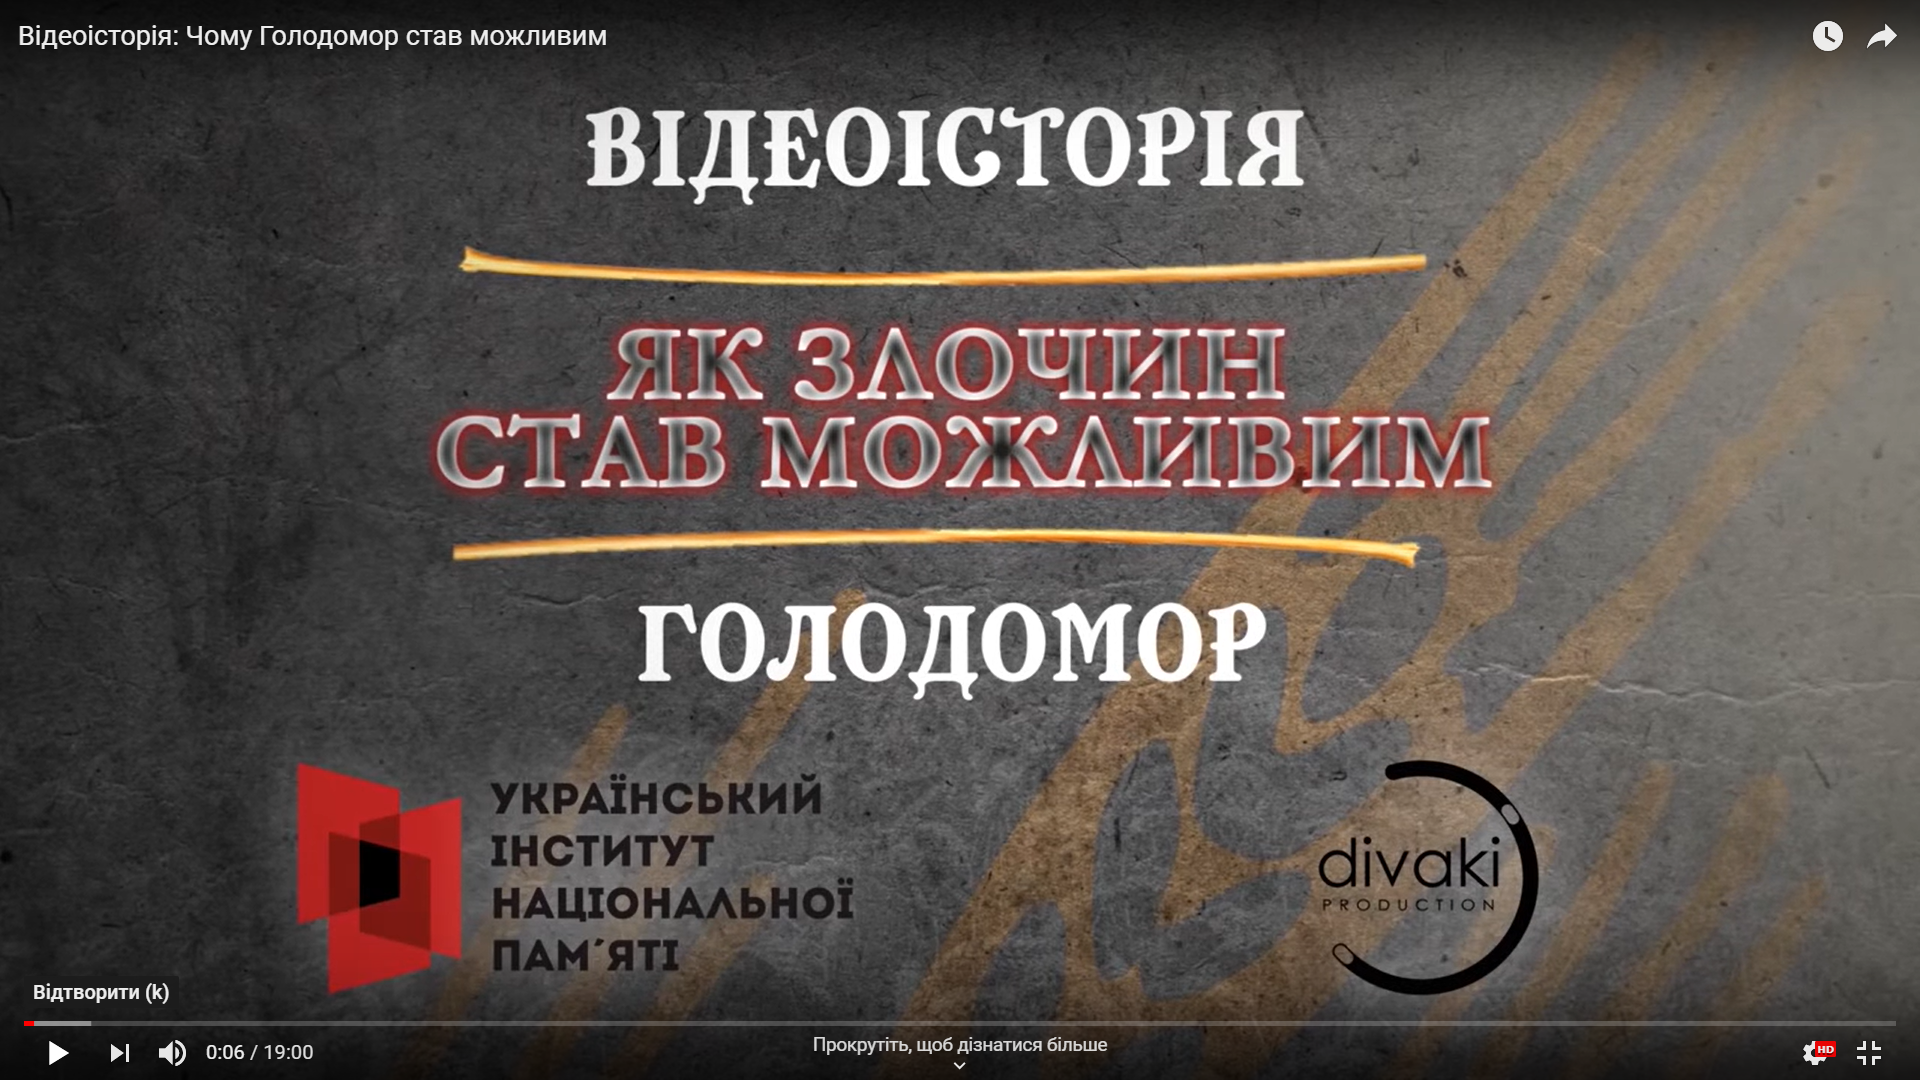 Відеоісторія: Чому Голодомор став можливим
ВІДЕОІСТОРІЯ
ЯК ЗЛОЧИН
СТАВ МОЖЛИВИМ
ГОЛОДОМОР
УКРАЇНСЬКИЙ
ІНСТИТУТ
НАЦІОНАЛЬНОЇ
ПАМ´ЯТІ
divaki
PRODUCTION
Відтворити (k)
0:06 / 19:00
Прокрутіть, щоб дізнатися більше
HD